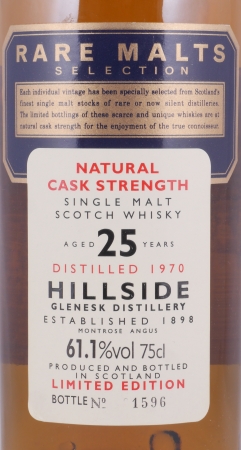 RARE MALTS
SELECTION
Each individual vintage has been specially selected from Scotland's
finest single malt stocks of rare or now silent distilleries.
The limited bottlings of these scarce and unique whiskies are at
natural cask strength for the enjoyment of the true connoisseur.
NATURAL
CASK STRENGTH
SINGLE MALT
SCOTCH WHISKY
AGED 25 YEARS
DISTILLED 1970
HILLSIDE
GLENESK DISTILLERY
ESTABLISHED 1898
MONTROSE ANGUS
61.1%vol 75cl
PRODUCED AND BOTTLED
IN SCOTLAND
LIMITED EDITION
BOTTLE Nº 1596